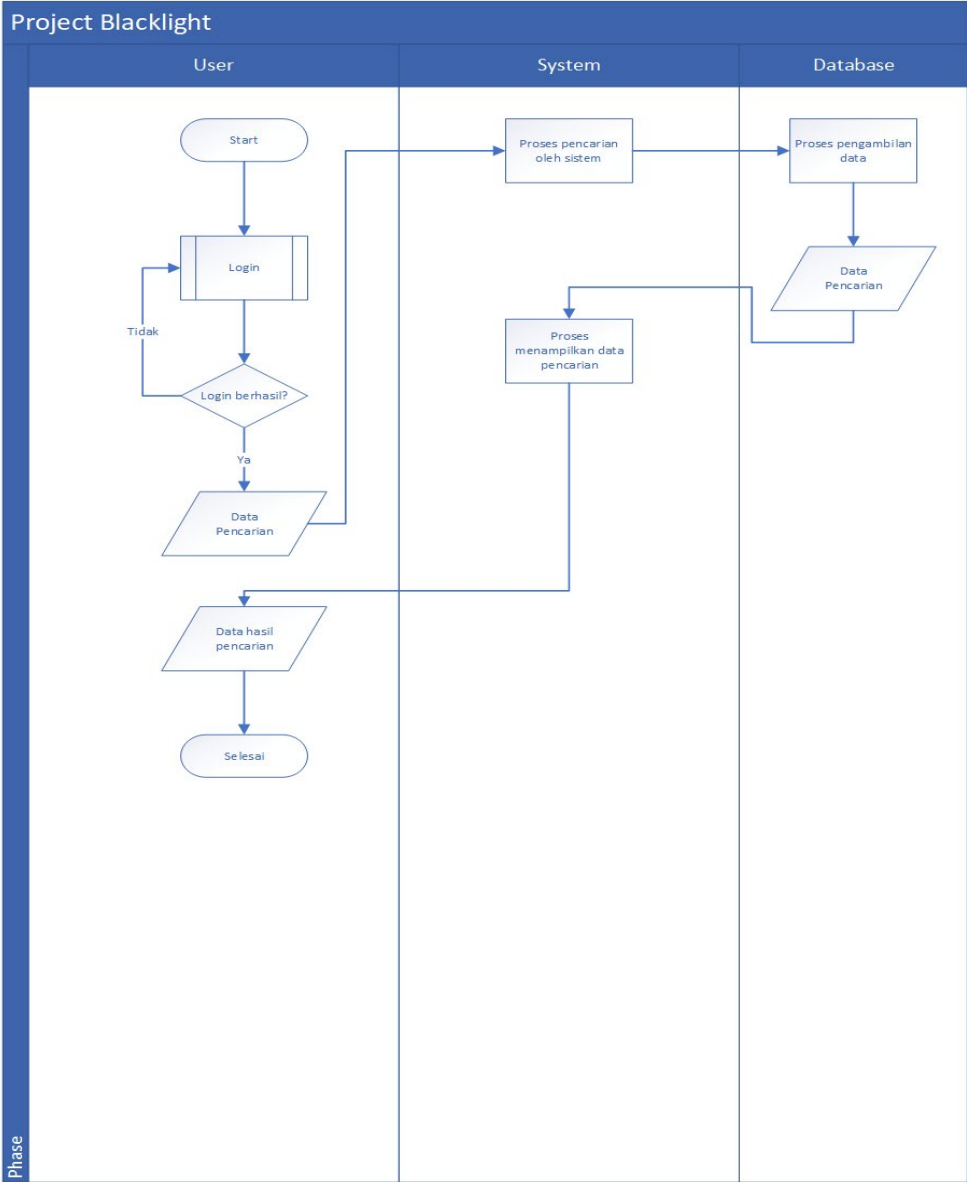 Project Blacklight
User
System
Database
Start
Login
Tidak
Login berhasil?
Ya
Data
Pencarian
Proses pencarian
oleh sistem
Proses pengambilan
data
Data
Pencarian
Proses
menampilkan data
pencarian
Data hasil
pencarian
Selesai
Phase